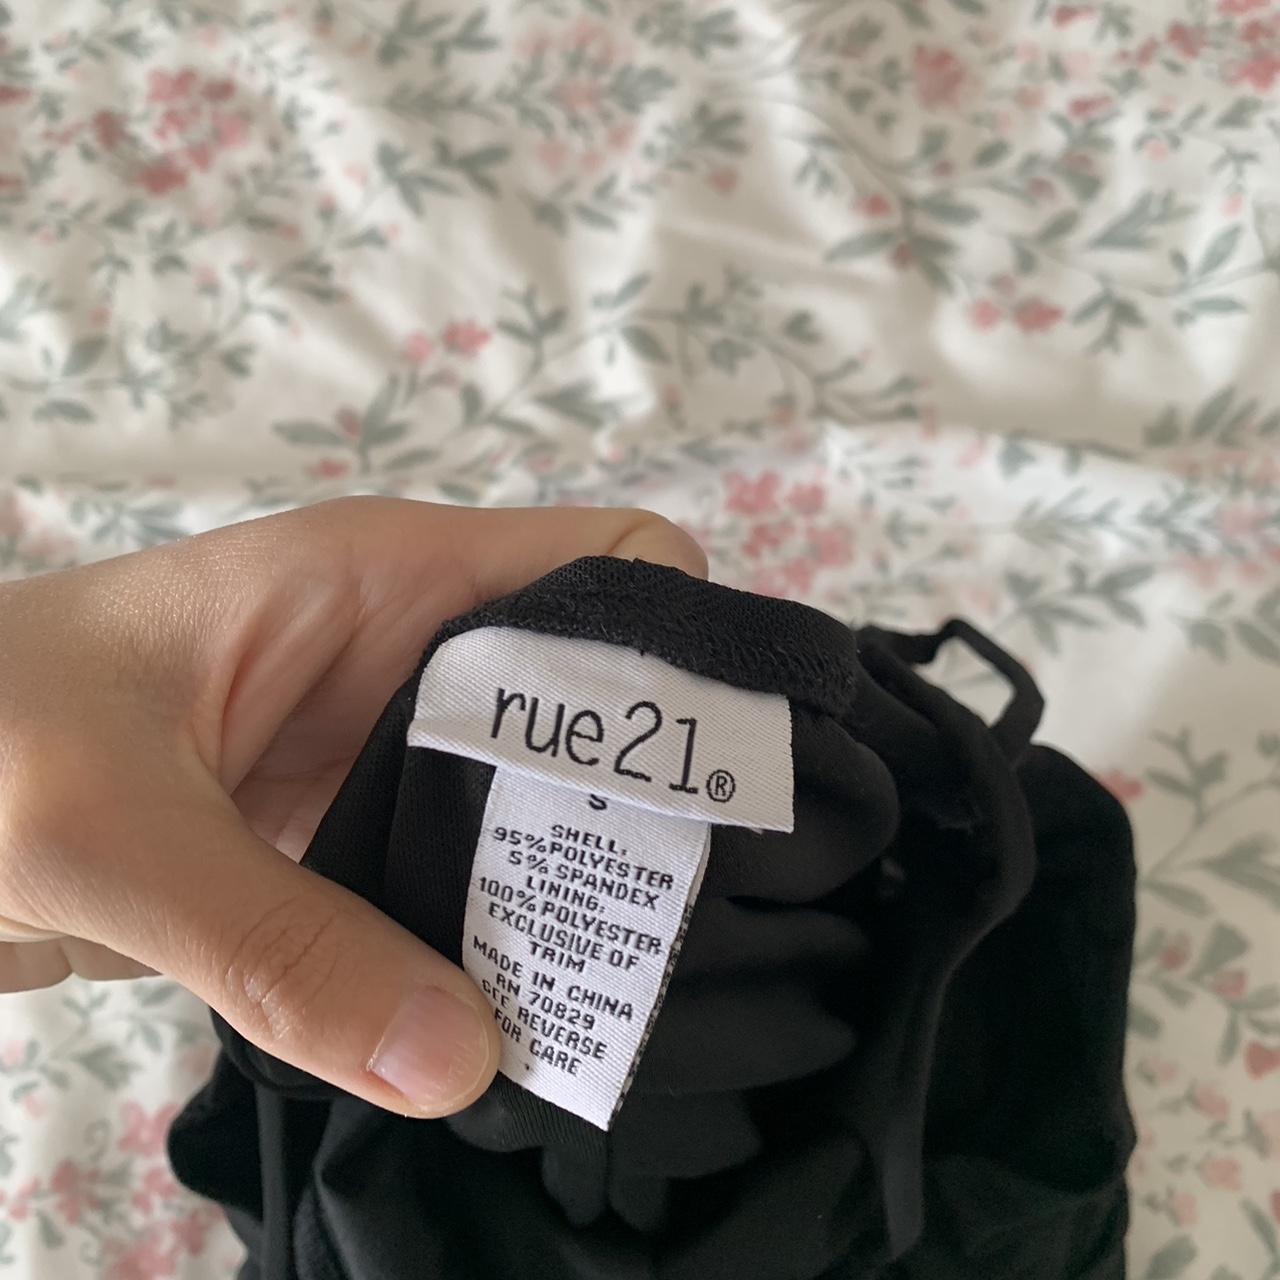 rue21®
S
SHELL:
95%POLYESTER
5% SPANDEX
LINING:
100%POLYESTER
EXCLUSIVE OF
TRIM
MADE IN CHINA
RN 70829
SEE REVERSE
FOR CARE